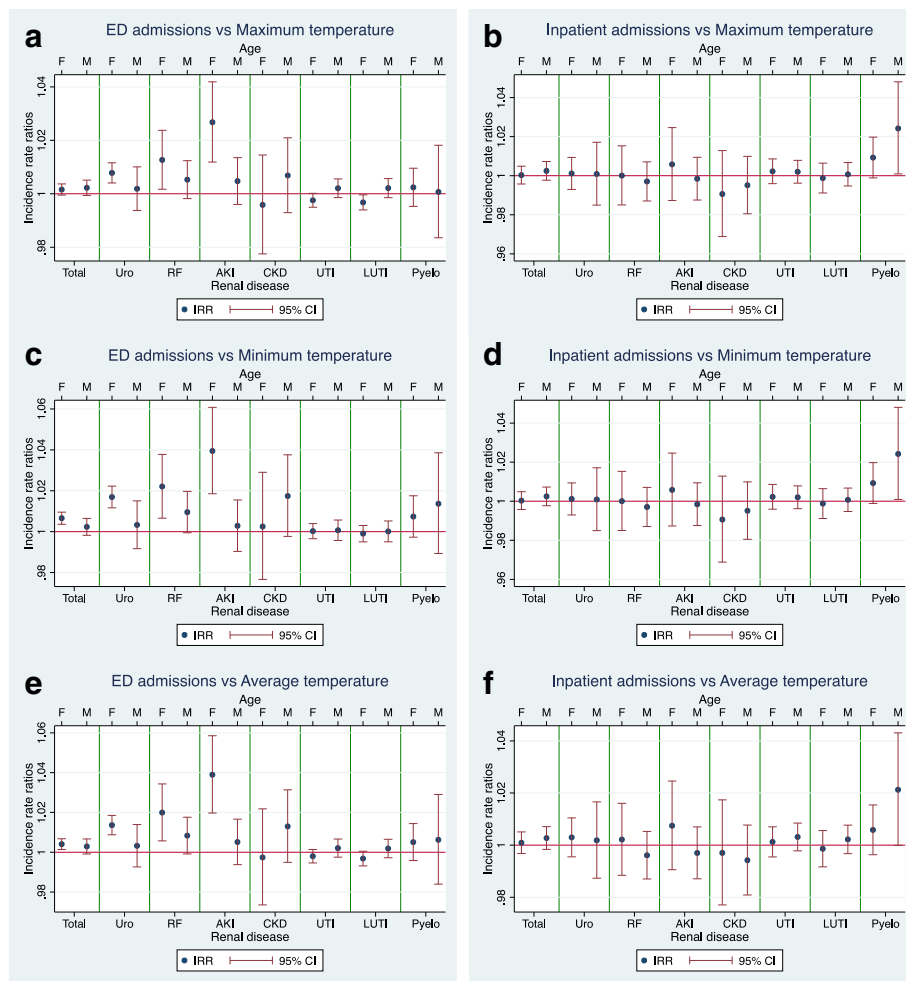 a
ED admissions vs Maximum temperature
Age
F M F M F M F M F M F M F M F M
Incidence rate ratios
1.04
1.02
1
.98
Total Uro RF AKI CKD UTI LUTI Pyelo
Renal disease
IRR 95% CI
b
Inpatient admissions vs Maximum temperature
Age
F M F M F M F M F M F M F M F M
Incidence rate ratios
1.04
1.02
1
.98
.96
Total Uro RF AKI CKD UTI LUTI Pyelo
Renal disease
IRR 95% CI
c
ED admissions vs Minimum temperature
Age
F M F M F M F M F M F M F M F M
Incidence rate ratios
1.06
1.04
1.02
1
.98
Total Uro RF AKI CKD UTI LUTI Pyelo
Renal disease
IRR 95% CI
d
Inpatient admissions vs Minimum temperature
Age
F M F M F M F M F M F M F M F M
Incidence rate ratios
1.04
1.02
1
.98
.96
Total Uro RF AKI CKD UTI LUTI Pyelo
Renal disease
IRR 95% CI
e
ED admissions vs Average temperature
Age
F M F M F M F M F M F M F M F M
Incidence rate ratios
1.06
1.04
1.02
1
.98
Total Uro RF AKI CKD UTI LUTI Pyelo
Renal disease
IRR 95% CI
f
Inpatient admissions vs Average temperature
Age
F M F M F M F M F M F M F M F M
Incidence rate ratios
1.04
1.02
1
.98
Total Uro RF AKI CKD UTI LUTI Pyelo
Renal disease
IRR 95% CI